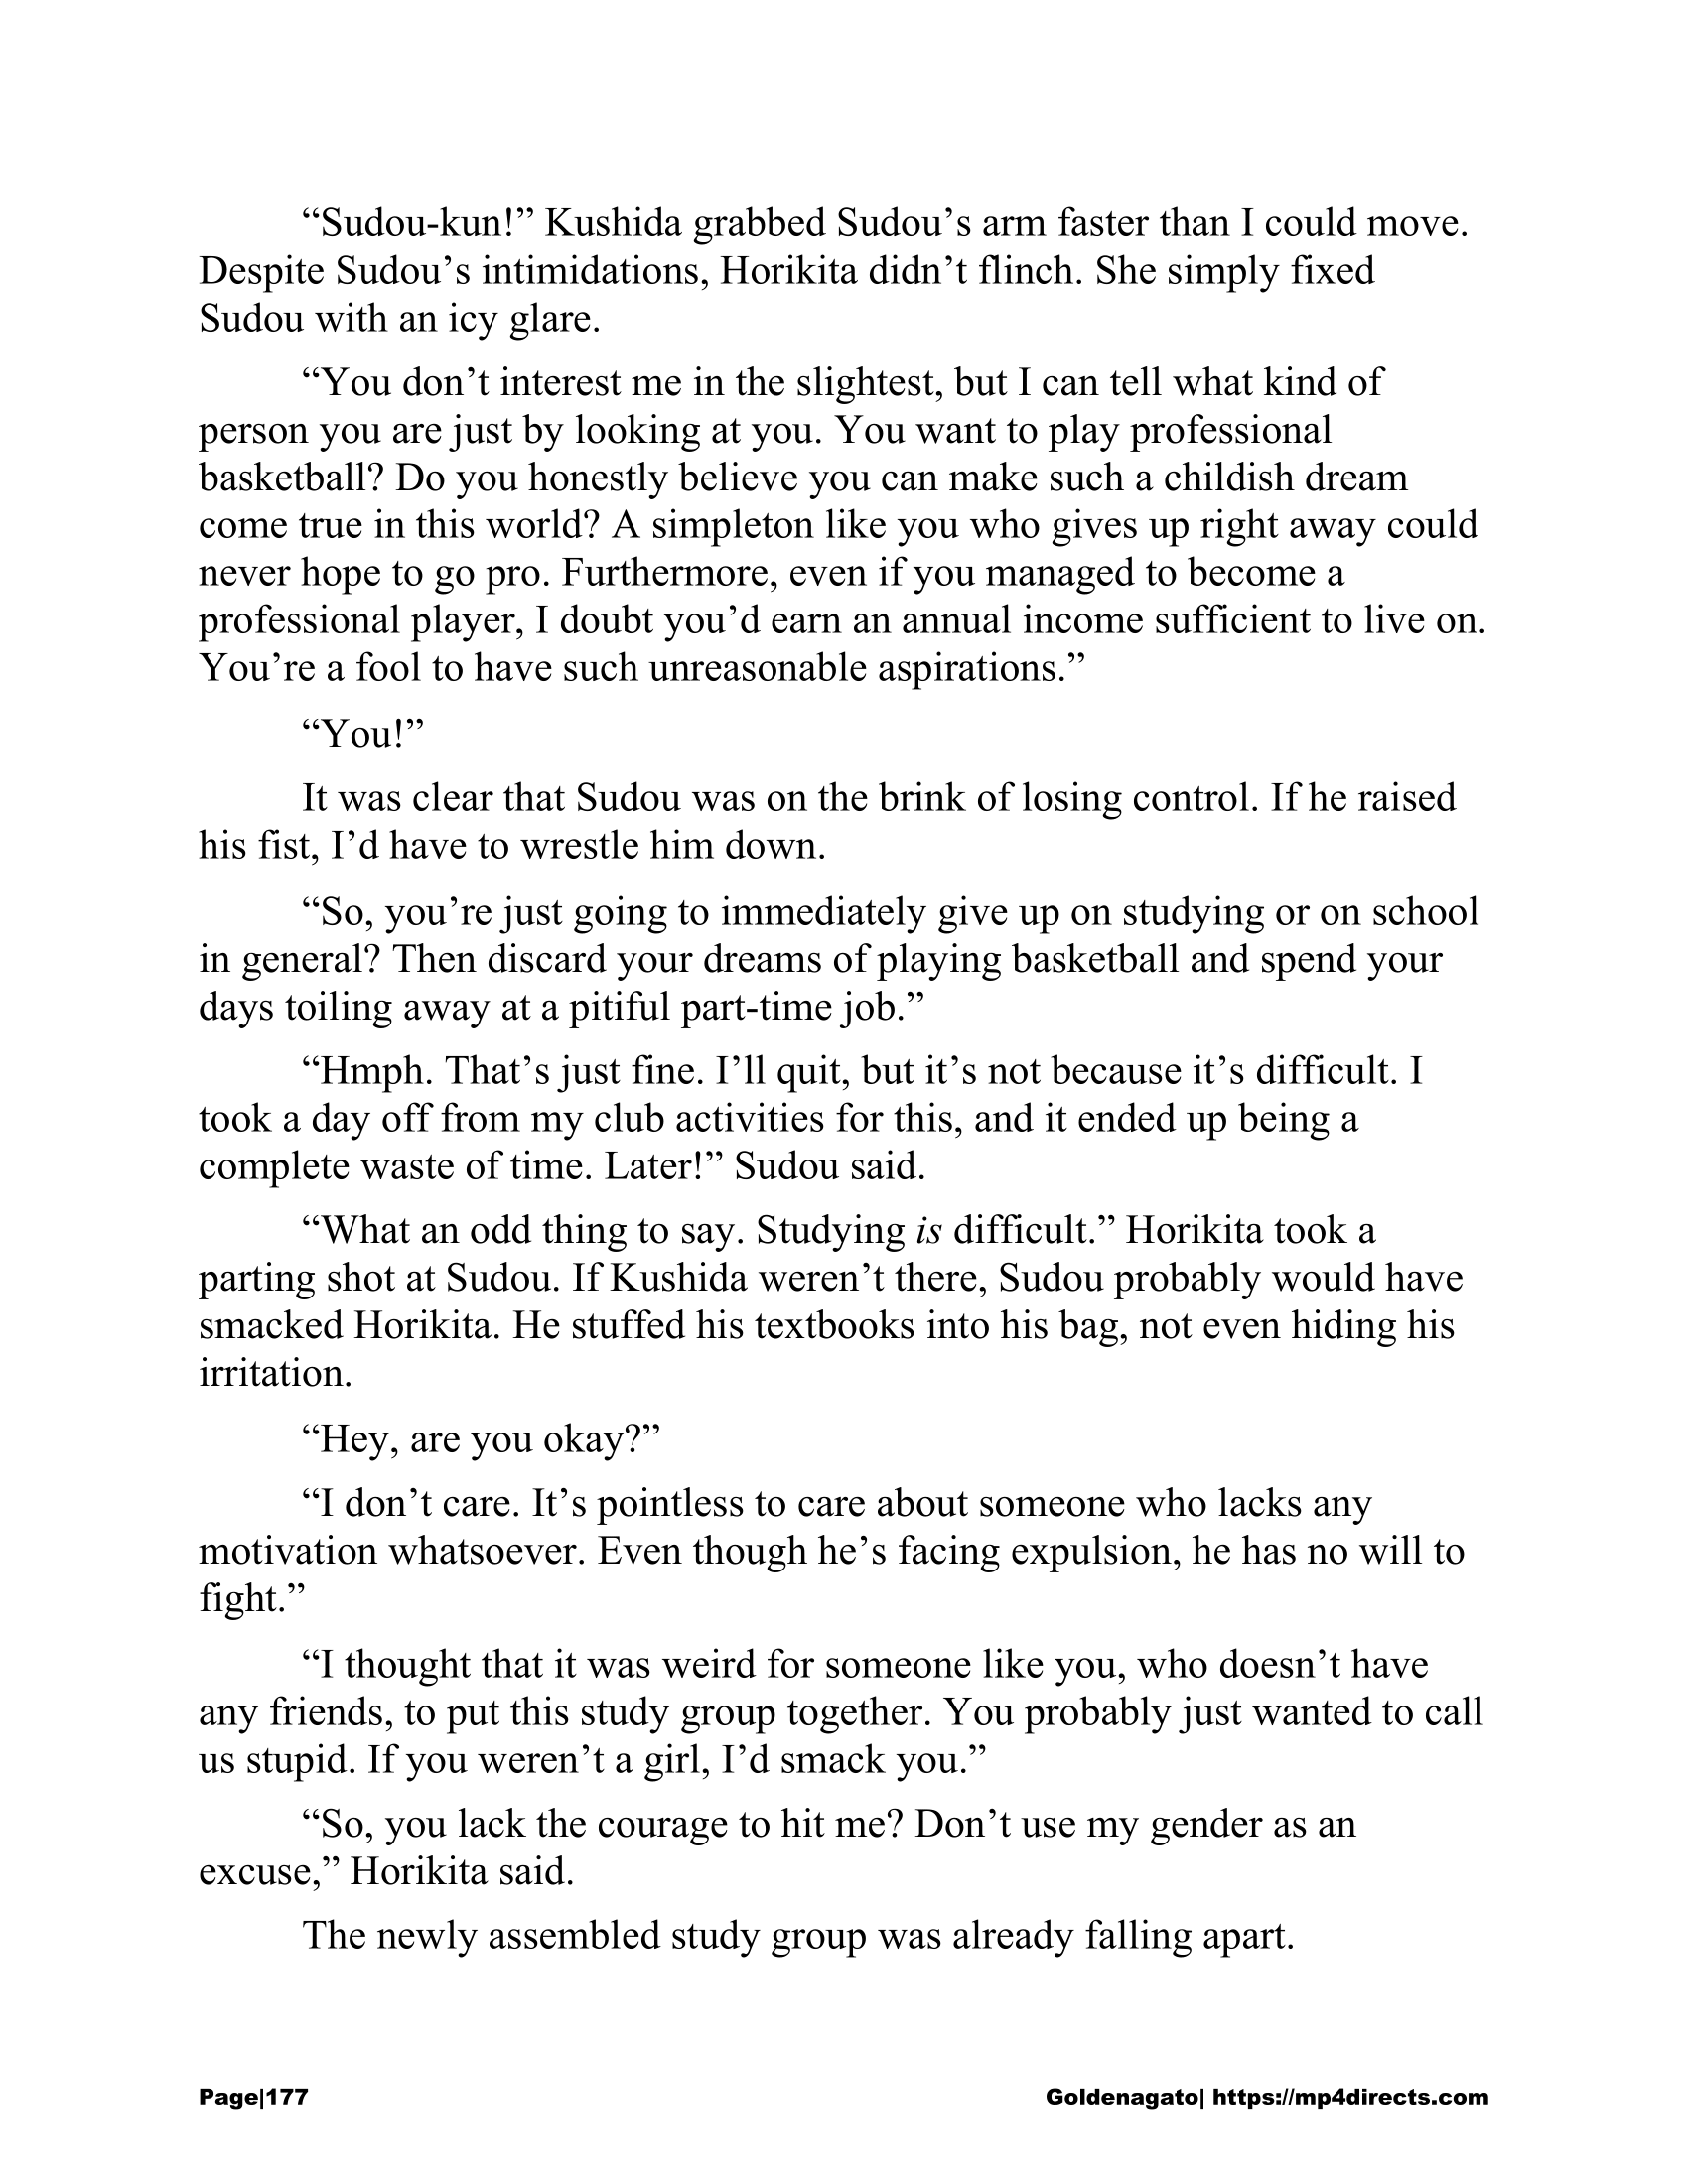 “Sudou-kun!” Kushida grabbed Sudou’s arm faster than I could move.
Despite Sudou’s intimidations, Horikita didn’t flinch. She simply fixed
Sudou with an icy glare.
“You don’t interest me in the slightest, but I can tell what kind of
person you are just by looking at you. You want to play professional
basketball? Do you honestly believe you can make such a childish dream
come true in this world? A simpleton like you who gives up right away could
never hope to go pro. Furthermore, even if you managed to become a
professional player, I doubt you’d earn an annual income sufficient to live on.
You’re a fool to have such unreasonable aspirations.”
“You!”
It was clear that Sudou was on the brink of losing control. If he raised
his fist, I’d have to wrestle him down.
“So, you’re just going to immediately give up on studying or on school
in general? Then discard your dreams of playing basketball and spend your
days toiling away at a pitiful part-time job.”
“Hmph. That’s just fine. I’ll quit, but it’s not because it’s difficult. I
took a day off from my club activities for this, and it ended up being a
complete waste of time. Later!” Sudou said.
“What an odd thing to say. Studying is difficult.” Horikita took a
parting shot at Sudou. If Kushida weren’t there, Sudou probably would have
smacked Horikita. He stuffed his textbooks into his bag, not even hiding his
irritation.
“Hey, are you okay?”
“I don’t care. It’s pointless to care about someone who lacks any
motivation whatsoever. Even though he’s facing expulsion, he has no will to
fight.”
“I thought that it was weird for someone like you, who doesn’t have
any friends, to put this study group together. You probably just wanted to call
us stupid. If you weren’t a girl, I’d smack you.”
“So, you lack the courage to hit me? Don’t use my gender as an
excuse,” Horikita said.
The newly assembled study group was already falling apart.
Page|177 Goldenagato| https://mp4directs.com